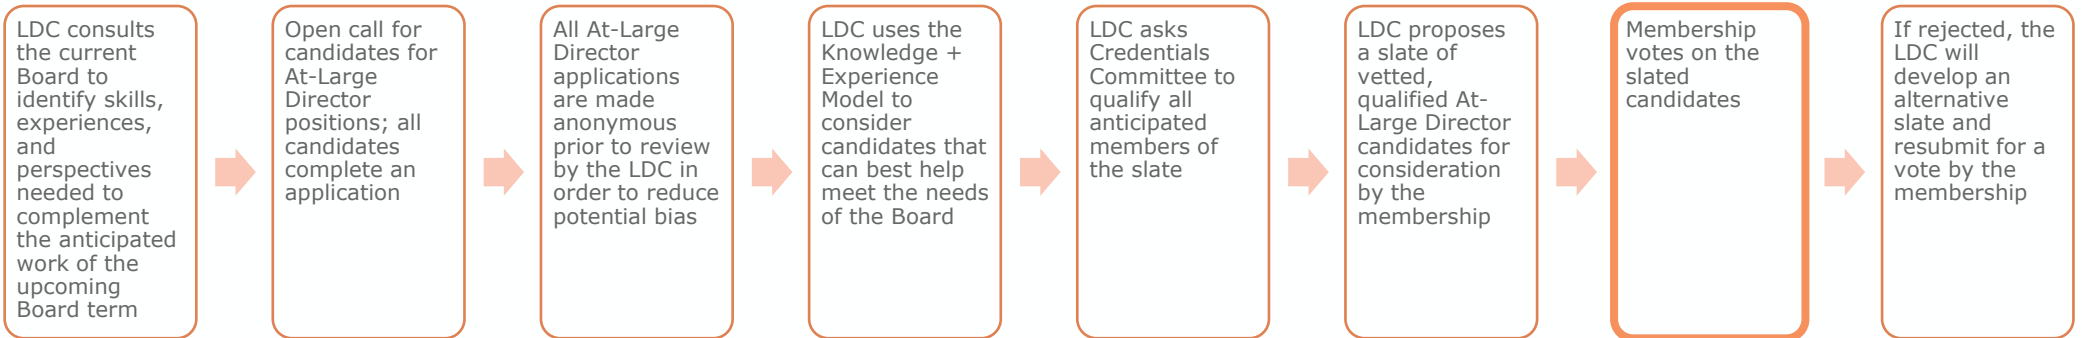 LDC consults
the current
Board to
identify skills,
experiences,
and
perspectives
needed to
complement
the anticipated
work of the
upcoming
Board term
Open call for
candidates for
At-Large
Director
positions; all
candidates
complete an
application
All At-Large
Director
applications
are made
anonymous
prior to review
by the LDC in
order to reduce
potential bias
LDC uses the
Knowledge +
Experience
Model to
consider
candidates that
can best help
meet the needs
of the Board
LDC asks
Credentials
Committee to
qualify all
anticipated
members of
the slate
LDC proposes
a slate of
vetted,
qualified At-
Large Director
candidates for
consideration
by the
membership
Membership
votes on the
slated
candidates
If rejected, the
LDC will
develop an
alternative
slate and
resubmit for a
vote by the
membership